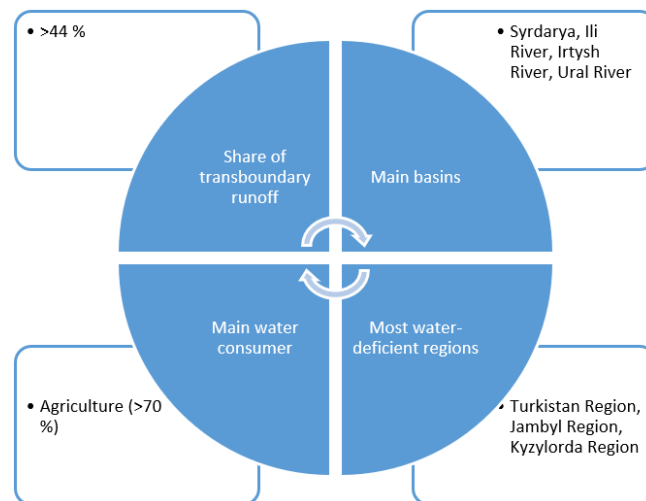 • >44 %
• Syrdarya, Ili
River, Irtysh
River, Ural River
Share of
transboundary
runoff
Main basins
Main water
consumer
Most water-
deficient regions
• Agriculture (>70
%)
• Turkistan Region,
Jambyl Region,
Kyzylorda Region